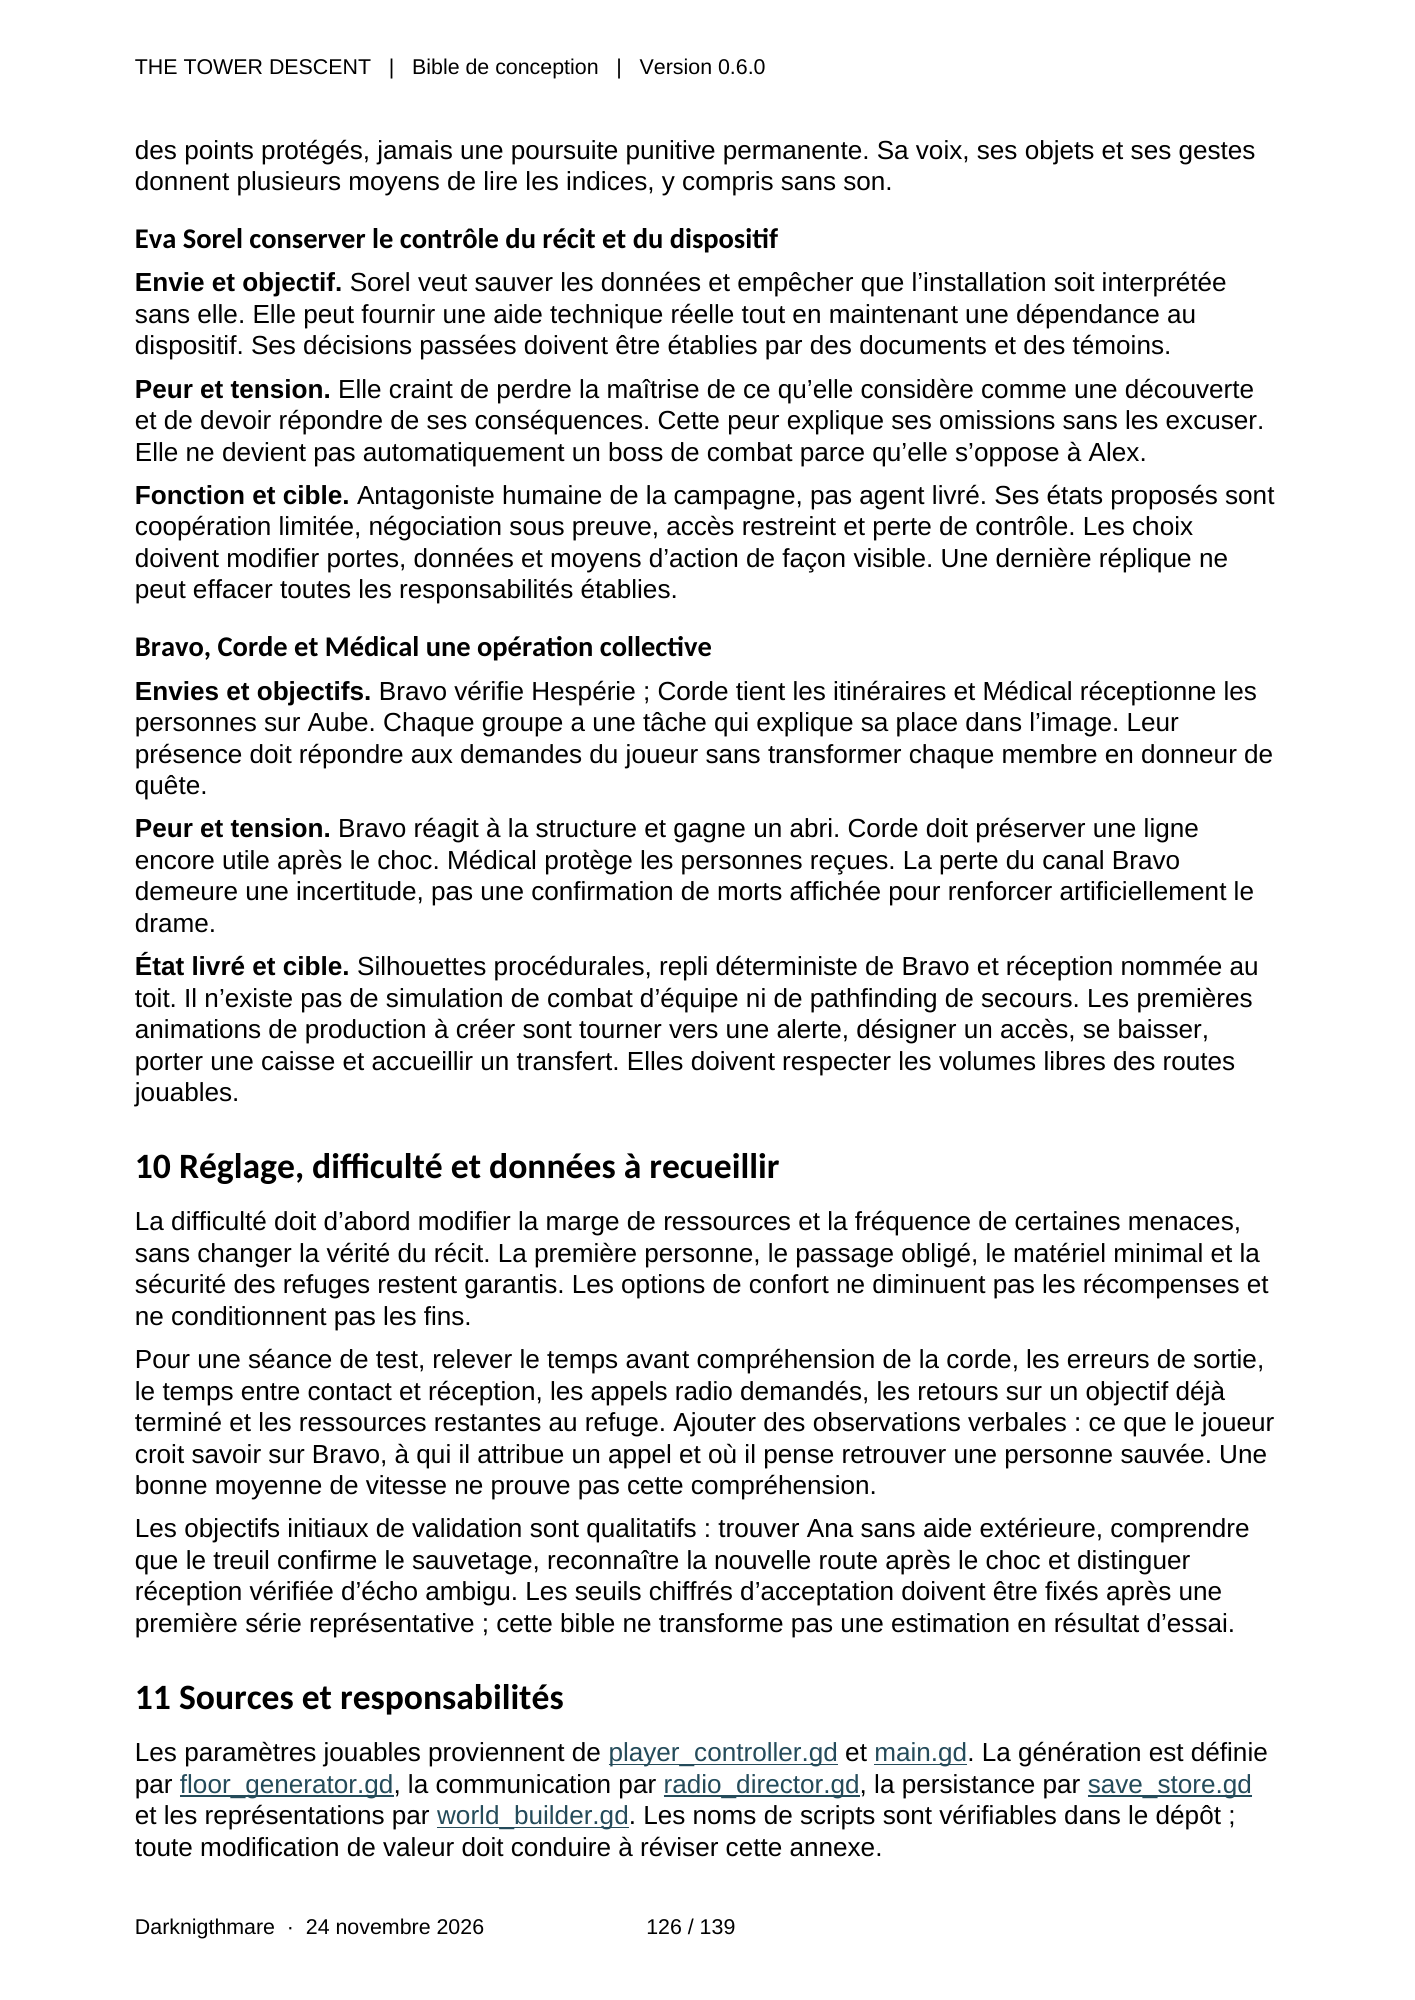 THE TOWER DESCENT | Bible de conception | Version 0.6.0
des points protégés, jamais une poursuite punitive permanente. Sa voix, ses objets et ses gestes
donnent plusieurs moyens de lire les indices, y compris sans son.
Eva Sorel conserver le contrôle du récit et du dispositif
Envie et objectif. Sorel veut sauver les données et empêcher que l’installation soit interprétée
sans elle. Elle peut fournir une aide technique réelle tout en maintenant une dépendance au
dispositif. Ses décisions passées doivent être établies par des documents et des témoins.
Peur et tension. Elle craint de perdre la maîtrise de ce qu’elle considère comme une découverte
et de devoir répondre de ses conséquences. Cette peur explique ses omissions sans les excuser.
Elle ne devient pas automatiquement un boss de combat parce qu’elle s’oppose à Alex.
Fonction et cible. Antagoniste humaine de la campagne, pas agent livré. Ses états proposés sont
coopération limitée, négociation sous preuve, accès restreint et perte de contrôle. Les choix
doivent modifier portes, données et moyens d’action de façon visible. Une dernière réplique ne
peut effacer toutes les responsabilités établies.
Bravo, Corde et Médical une opération collective
Envies et objectifs. Bravo vérifie Hespérie ; Corde tient les itinéraires et Médical réceptionne les
personnes sur Aube. Chaque groupe a une tâche qui explique sa place dans l’image. Leur
présence doit répondre aux demandes du joueur sans transformer chaque membre en donneur de
quête.
Peur et tension. Bravo réagit à la structure et gagne un abri. Corde doit préserver une ligne
encore utile après le choc. Médical protège les personnes reçues. La perte du canal Bravo
demeure une incertitude, pas une confirmation de morts affichée pour renforcer artificiellement le
drame.
État livré et cible. Silhouettes procédurales, repli déterministe de Bravo et réception nommée au
toit. Il n’existe pas de simulation de combat d’équipe ni de pathfinding de secours. Les premières
animations de production à créer sont tourner vers une alerte, désigner un accès, se baisser,
porter une caisse et accueillir un transfert. Elles doivent respecter les volumes libres des routes
jouables.
10 Réglage, difficulté et données à recueillir
La difficulté doit d’abord modifier la marge de ressources et la fréquence de certaines menaces,
sans changer la vérité du récit. La première personne, le passage obligé, le matériel minimal et la
sécurité des refuges restent garantis. Les options de confort ne diminuent pas les récompenses et
ne conditionnent pas les fins.
Pour une séance de test, relever le temps avant compréhension de la corde, les erreurs de sortie,
le temps entre contact et réception, les appels radio demandés, les retours sur un objectif déjà
terminé et les ressources restantes au refuge. Ajouter des observations verbales : ce que le joueur
croit savoir sur Bravo, à qui il attribue un appel et où il pense retrouver une personne sauvée. Une
bonne moyenne de vitesse ne prouve pas cette compréhension.
Les objectifs initiaux de validation sont qualitatifs : trouver Ana sans aide extérieure, comprendre
que le treuil confirme le sauvetage, reconnaître la nouvelle route après le choc et distinguer
réception vérifiée d’écho ambigu. Les seuils chiffrés d’acceptation doivent être fixés après une
première série représentative ; cette bible ne transforme pas une estimation en résultat d’essai.
11 Sources et responsabilités
Les paramètres jouables proviennent de player_controller.gd et main.gd. La génération est définie
par floor_generator.gd, la communication par radio_director.gd, la persistance par save_store.gd
et les représentations par world_builder.gd. Les noms de scripts sont vérifiables dans le dépôt ;
toute modification de valeur doit conduire à réviser cette annexe.
Darknigthmare · 24 novembre 2026 126 / 139